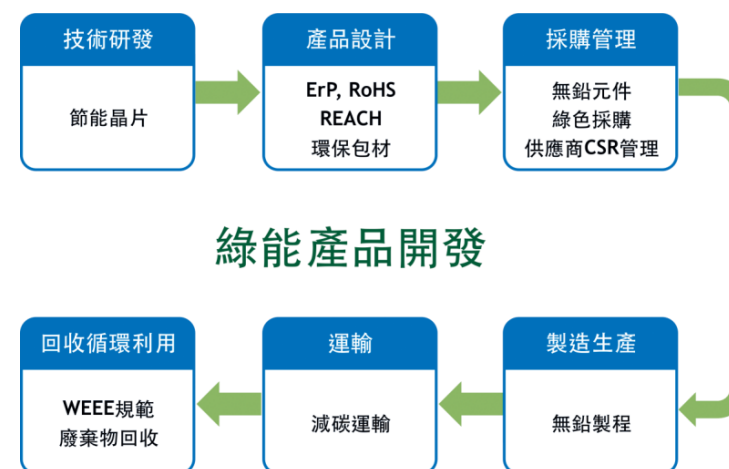 技術研發
節能晶片
產品設計
ErP, RoHS
REACH
環保包材
採購管理
無鉛元件
綠色採購
供應商CSR管理
綠能產品開發
回收循環利用
WEEE規範
廢棄物回收
運輸
減碳運輸
製造生產
無鉛製程